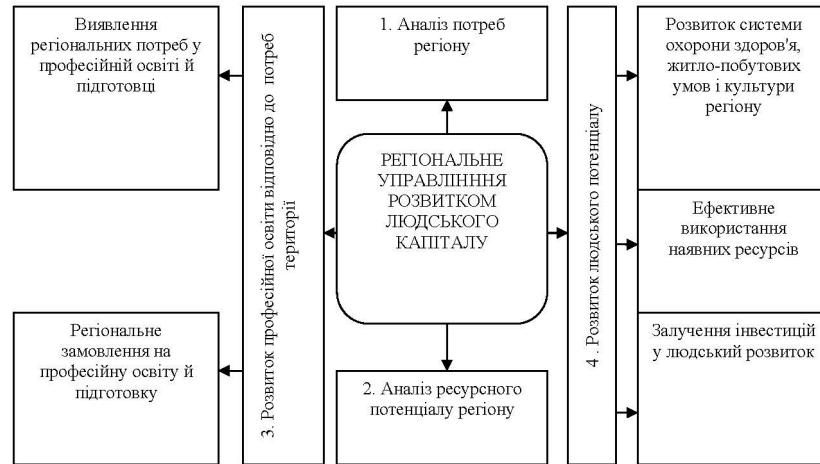 Виявлення
регіональних потреб у
професійній освіті й
підготовці
Регіональне
замовлення на
професійну освіту й
підготовку
3. Розвиток професійної освіти відповідно до потреб
території
1. Аналіз потреб
регіону
РЕГІОНАЛЬНЕ
УПРАВЛІНННЯ
РОЗВИТКОМ
ЛЮДСЬКОГО
КАПІТАЛУ
2. Аналіз ресурсного
потенціалу регіону
4 . Розвиток людського потенціалу
Розвиток системи
охорони здоров'я,
житло-побутових
умов і культури
регіону
Ефективне
використання
наявних ресурсів
Залучення інвестицій
у людський розвиток